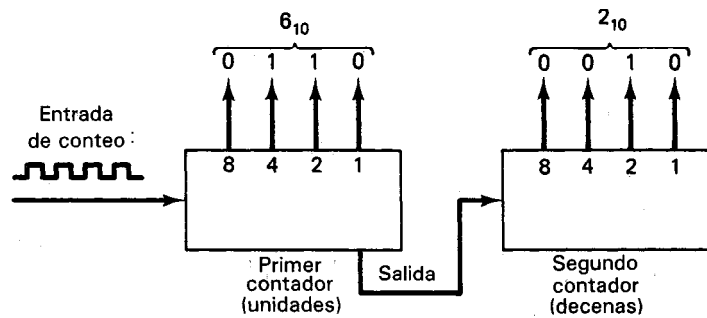 6₁₀
2₁₀
0 1 1 0
0 0 1 0
Entrada
de conteo:
8 4 2 1
8 4 2 1
Primer
contador
(unidades)
Salida
Segundo
contador
(decenas)